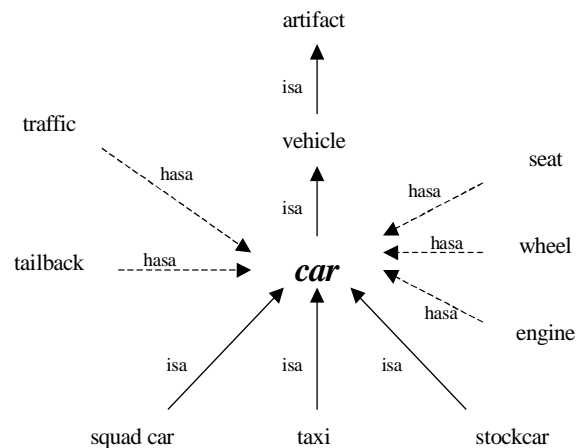 artifact
isa
traffic
vehicle
hasa
seat
hasa
isa
tailback
hasa
car
hasa
wheel
hasa
engine
isa
isa
isa
squad car
taxi
stockcar